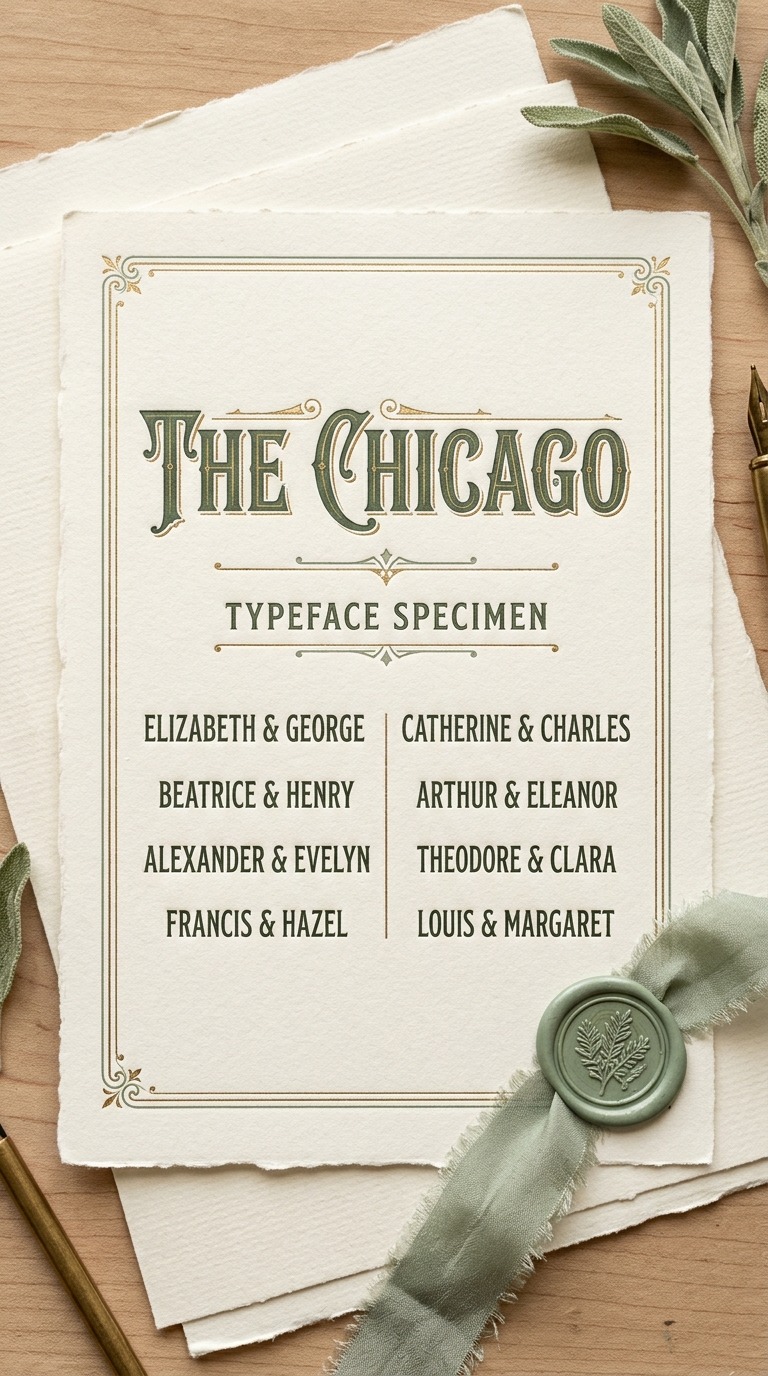 THE CHICAGO
TYPEFACE SPECIMEN
ELIZABETH & GEORGE
BEATRICE & HENRY
ALEXANDER & EVELYN
FRANCIS & HAZEL
CATHERINE & CHARLES
ARTHUR & ELEANOR
THEODORE & CLARA
LOUIS & MARGARET